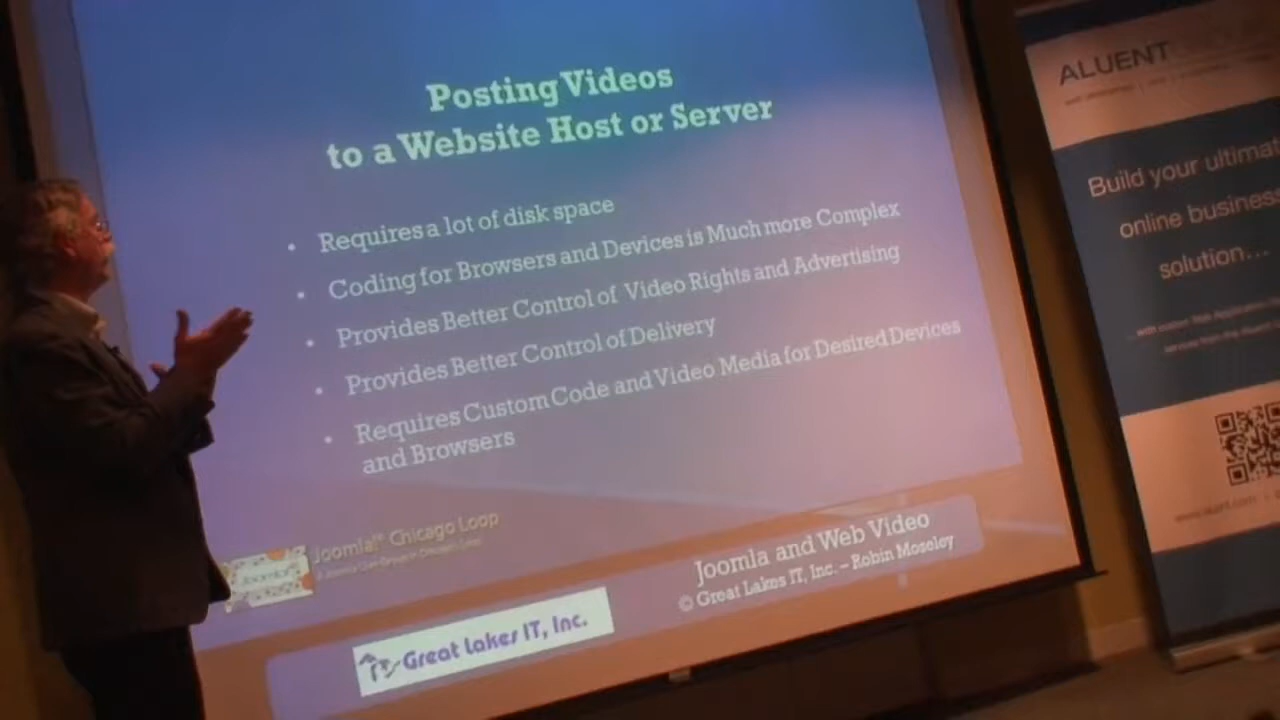 Posting Videos
to a Website Host or Server
• Requires a lot of disk space
• Coding for Browsers and Devices is Much more Complex
• Provides Better Control of Video Rights and Advertising
• Provides Better Control of Delivery
• Requires Custom Code and Video Media for Desired Devices
and Browsers
Joomla!™ Chicago Loop
Joomla!
Great Lakes IT, Inc.
Joomla and Web Video
© Great Lakes IT, Inc. – Robin Moseley
ALUENT
Build your ultimat
online business
solution...